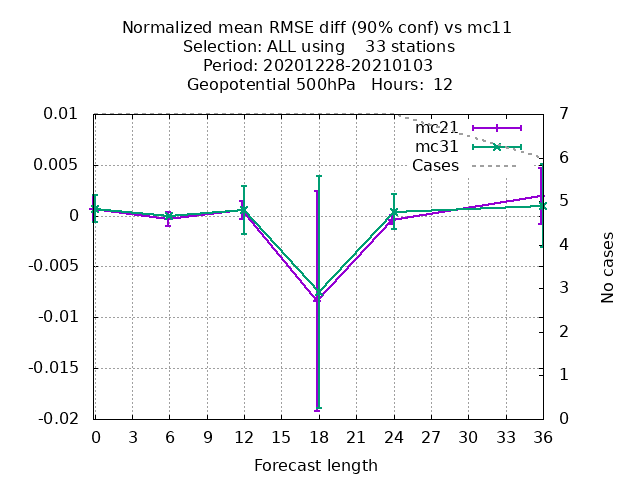 Normalized mean RMSE diff (90% conf) vs mc11
Selection: ALL using    33 stations
Period: 20201228-20210103
Geopotential 500hPa   Hours:  12
0.01
0.005
0
-0.005
-0.01
-0.015
-0.02
mc21
mc31
Cases
7
6
5
4
3
2
1
0
No cases
0 3 6 9 12 15 18 21 24 27 30 33 36
Forecast length